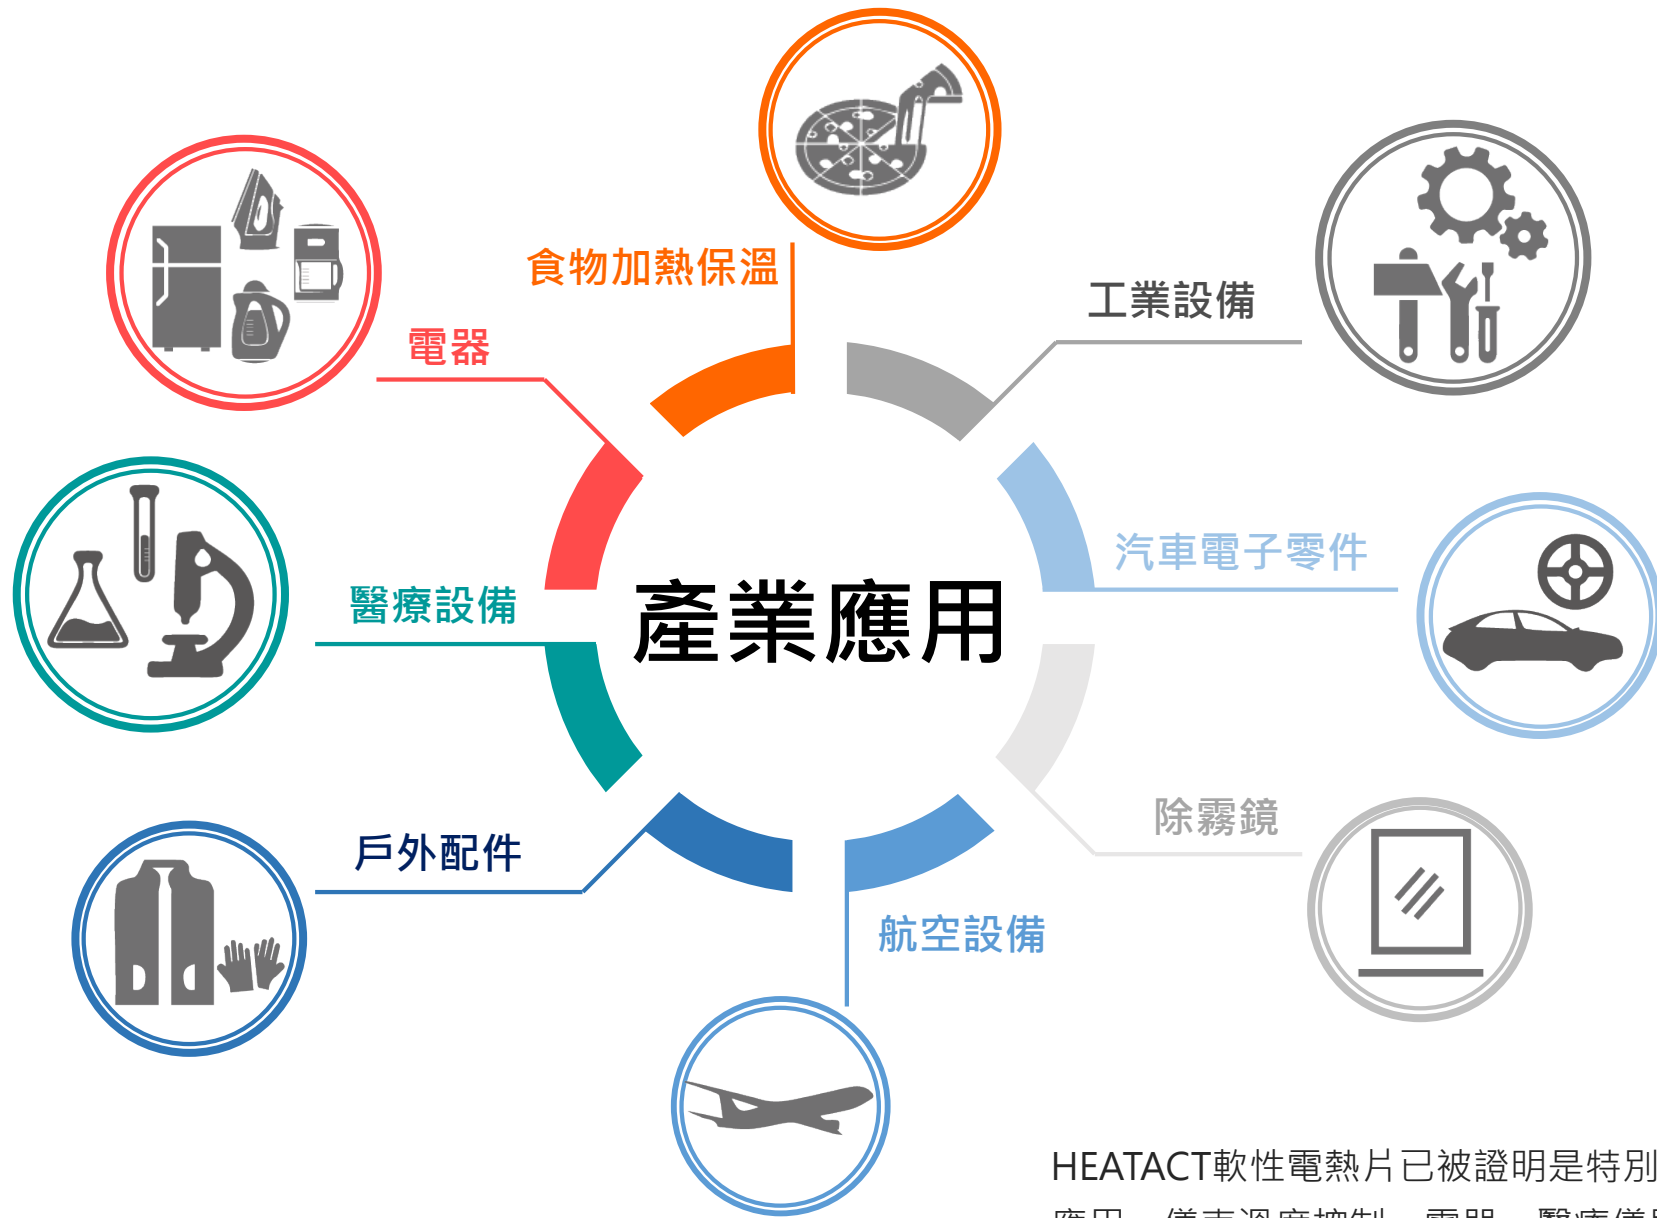 食物加熱保溫
工業設備
電器
汽車電子零件
醫療設備
產業應用
除霧鏡
戶外配件
航空設備
HEATACT軟性電熱片已被證明是特別